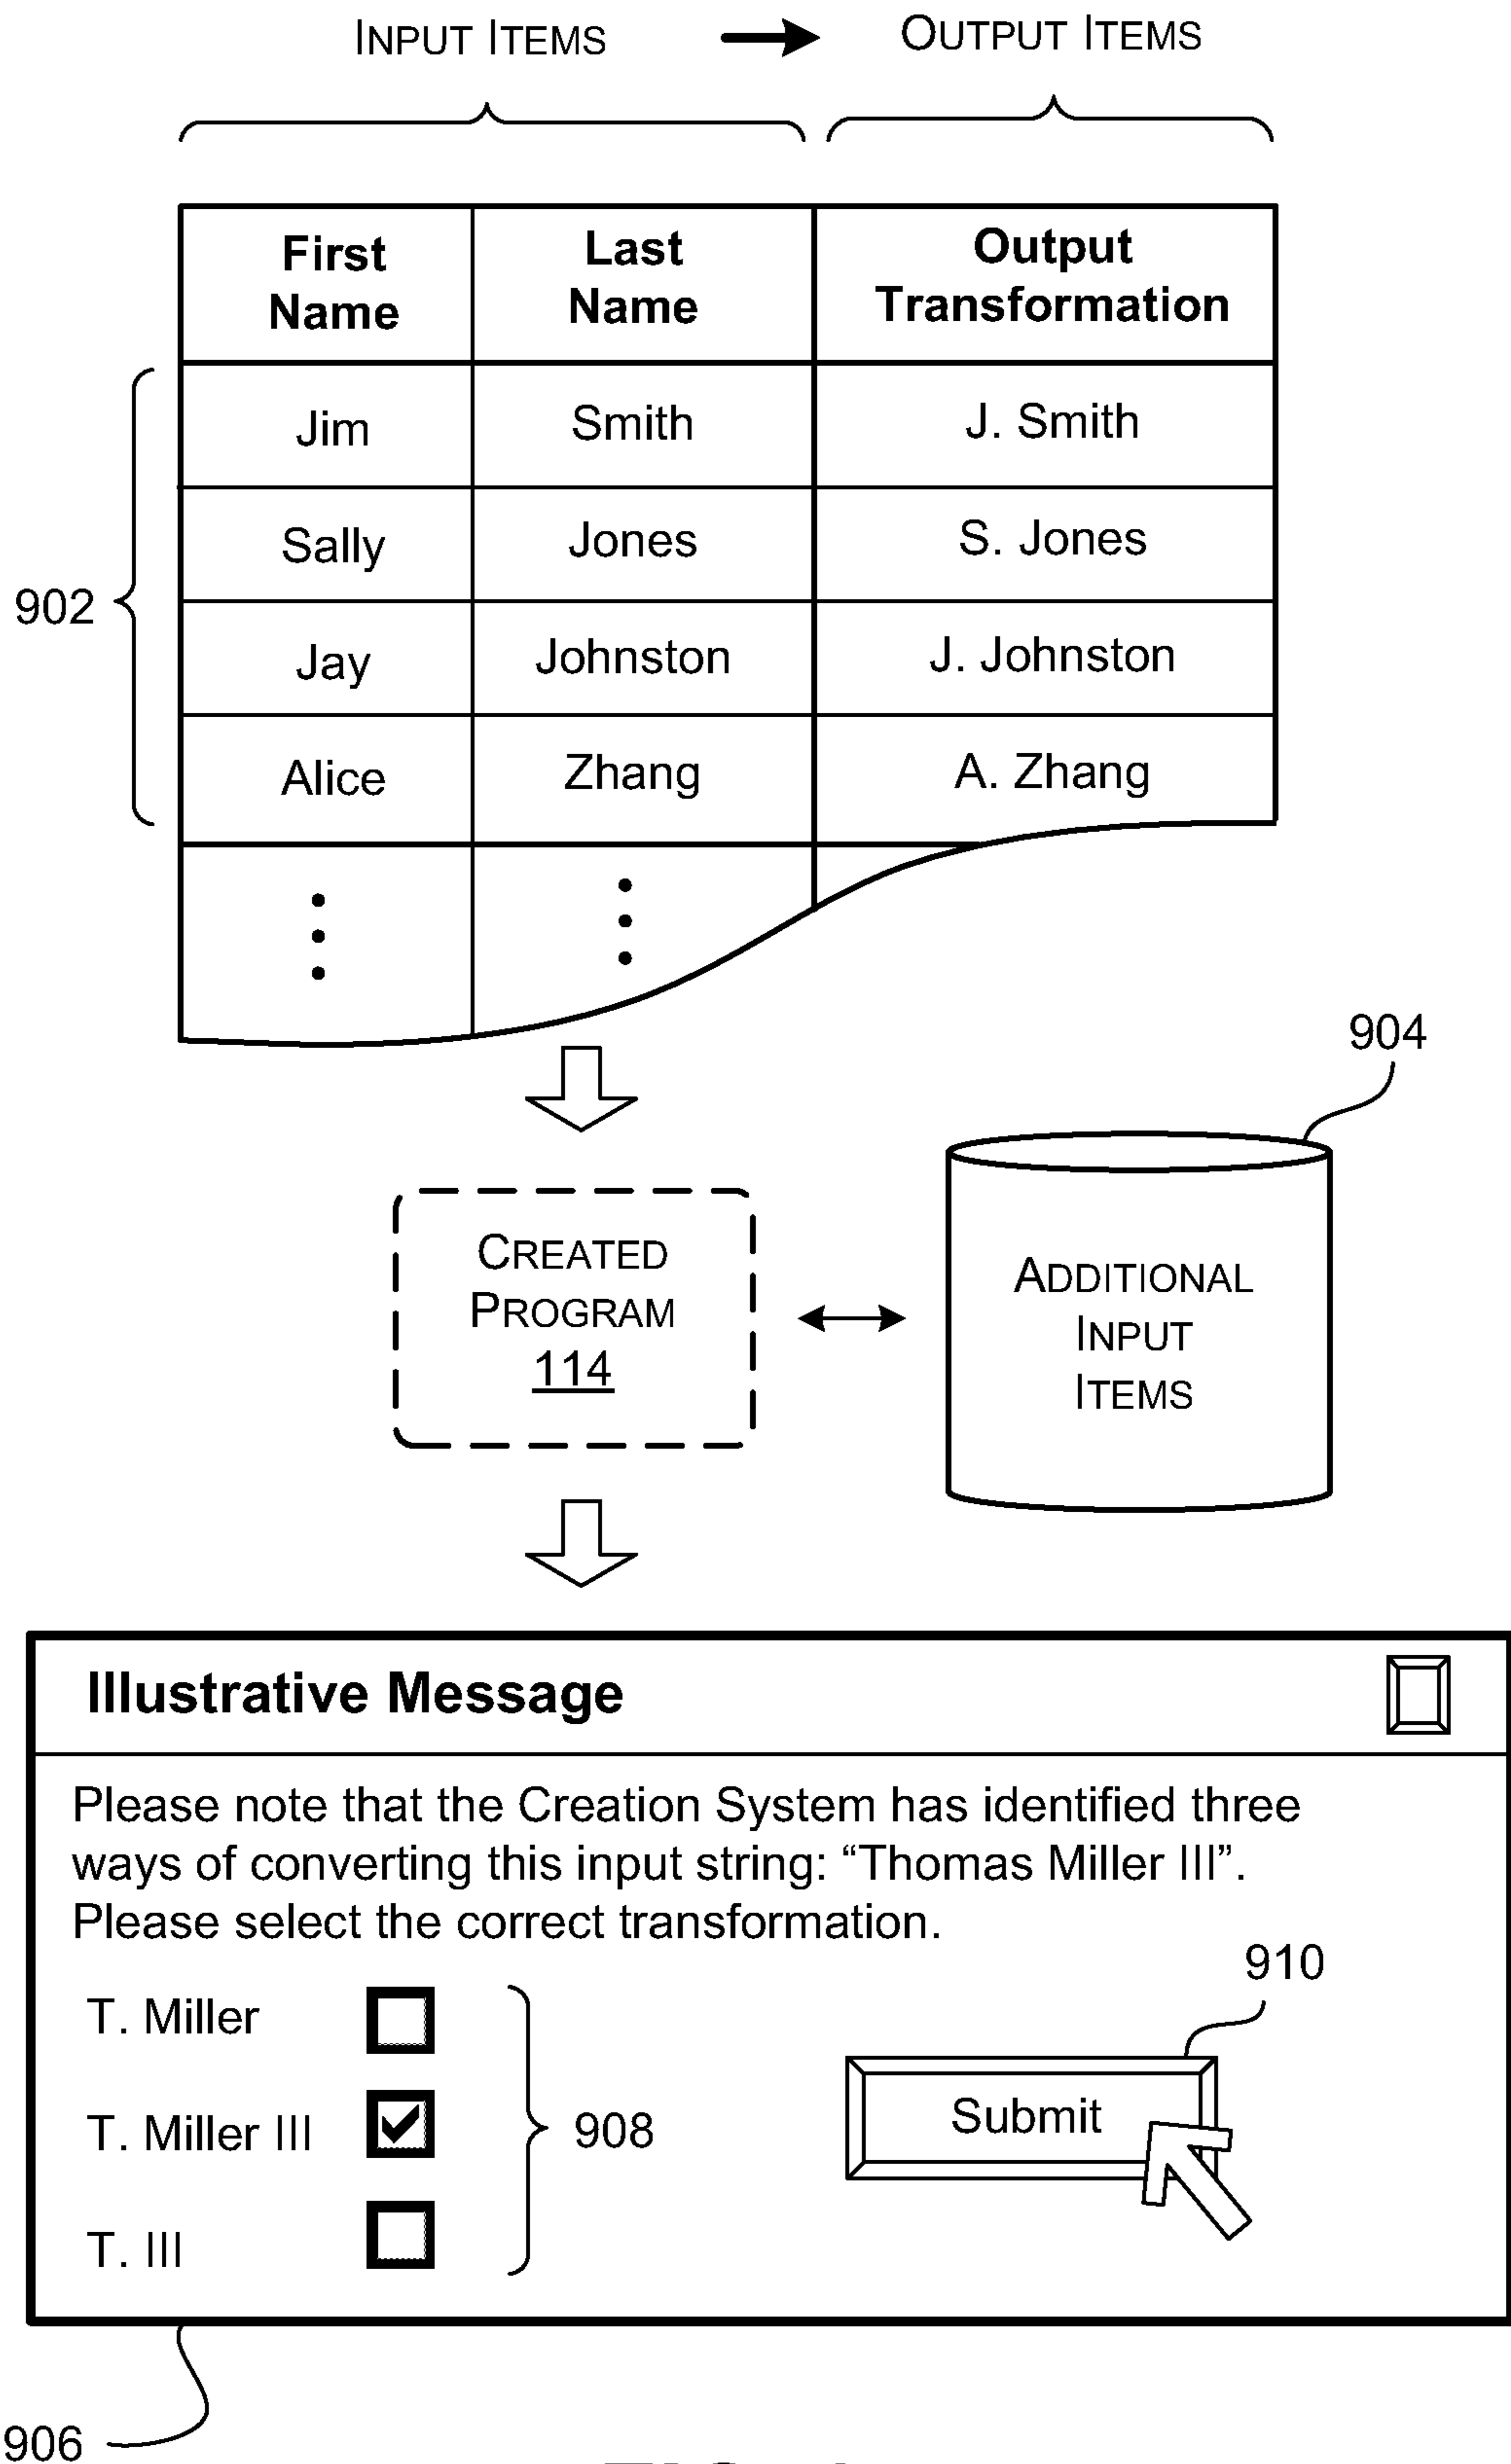 INPUT ITEMS → OUTPUT ITEMS
First Name Last Name Output Transformation
Jim Smith J. Smith
Sally Jones S. Jones
902
Jay Johnston J. Johnston
Alice Zhang A. Zhang
904
CREATED
PROGRAM
114
ADDITIONAL
INPUT
ITEMS
Illustrative Message
Please note that the Creation System has identified three
ways of converting this input string: “Thomas Miller III”.
Please select the correct transformation.
910
T. Miller
T. Miller III
908
Submit
T. III
906